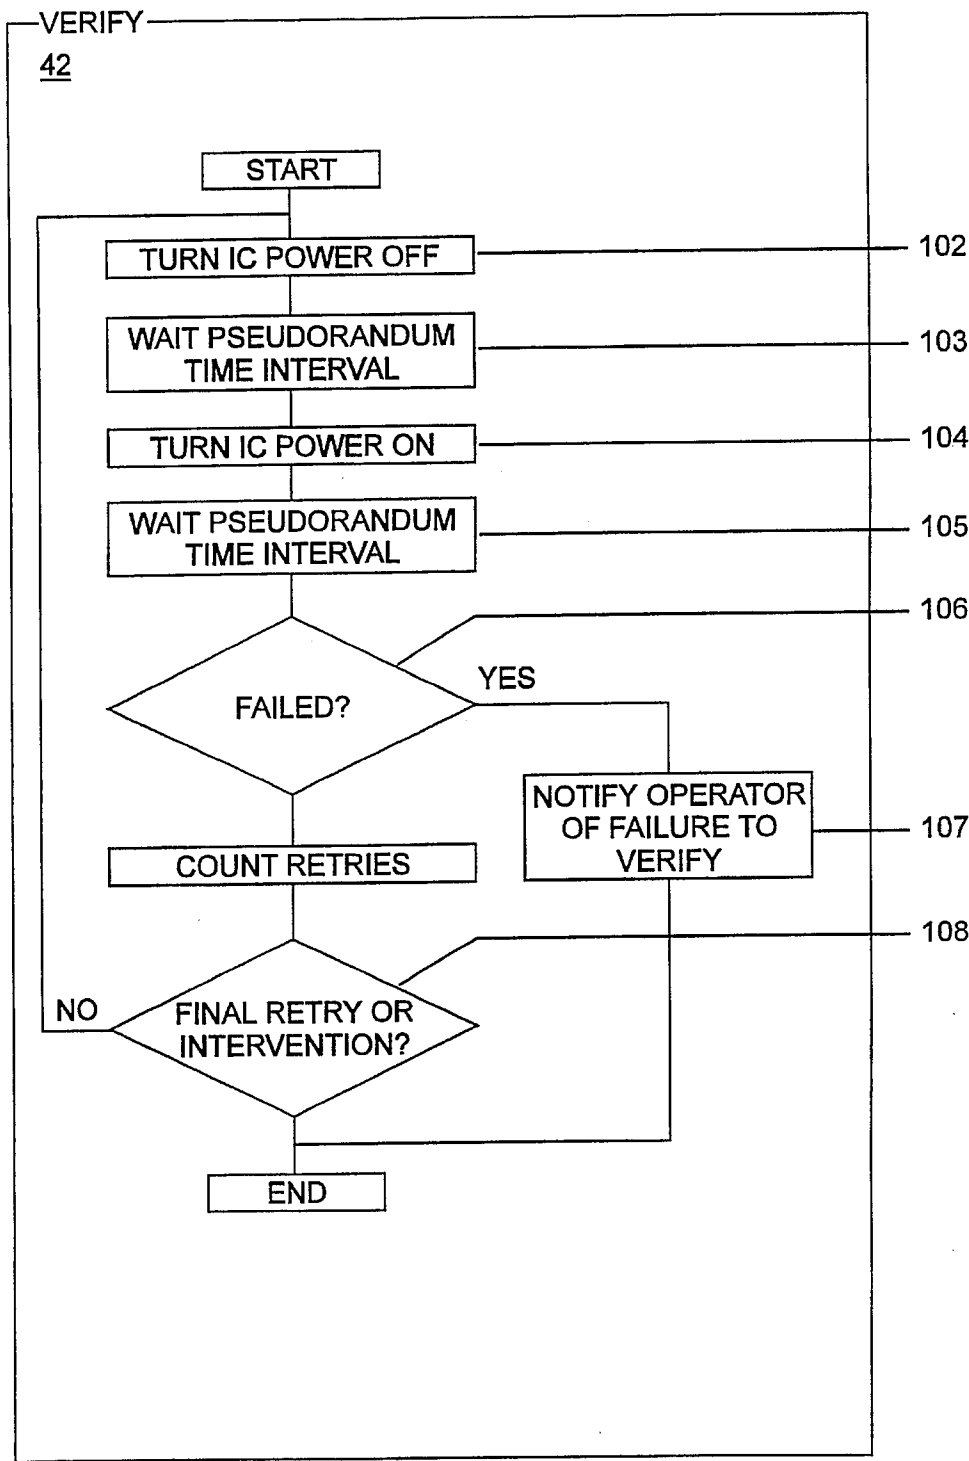 VERIFY
42
START
TURN IC POWER OFF
102
WAIT PSEUDORANDUM
TIME INTERVAL
103
TURN IC POWER ON
104
WAIT PSEUDORANDUM
TIME INTERVAL
105
106
FAILED?
YES
NOTIFY OPERATOR
OF FAILURE TO
VERIFY
107
COUNT RETRIES
108
NO
FINAL RETRY OR
INTERVENTION?
END